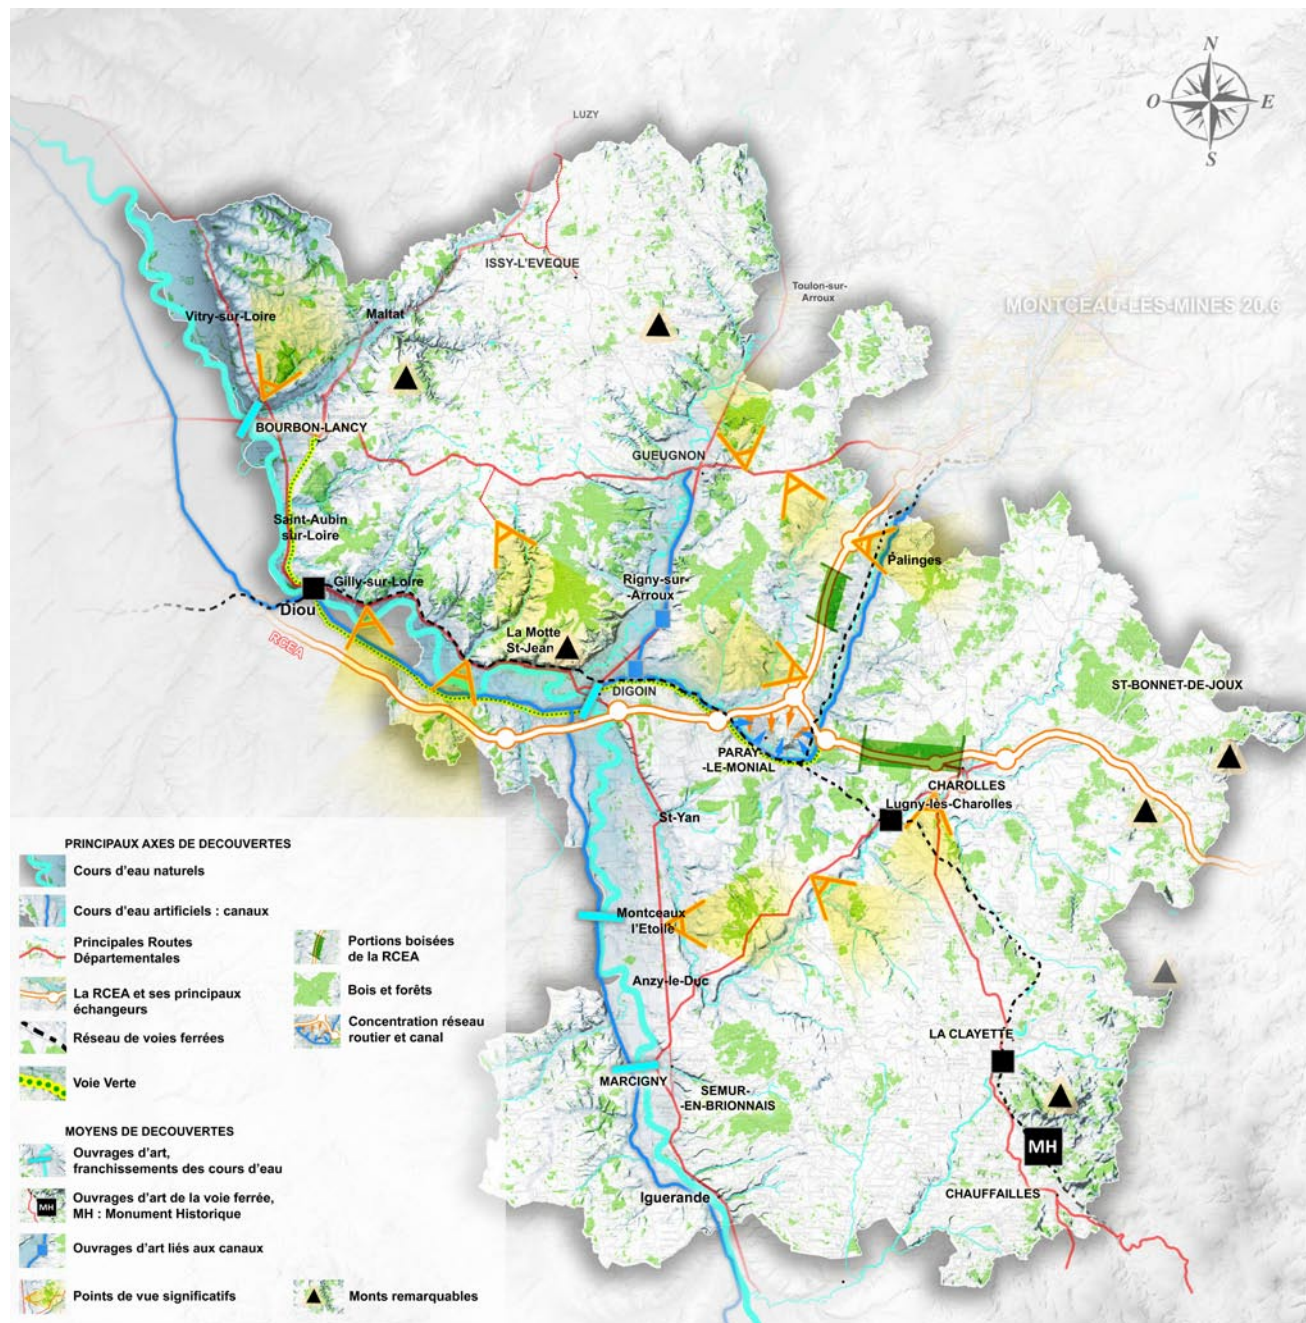 N
O
E
S
LUZY
ISSY-L'EVEQUE
Toulon-sur-
Arroux
MONTCEAU-LES-MINES 20.6
Vitry-sur-Loire
Maltat
BOURBON-LANCY
GUEUGNON
Saint-Aubin
sur-Loire
Palinges
Gilly-sur-Loire
Rigny-sur-
-Arroux
Diou
RCEA
La Motte
St-Jean
ST-BONNET-DE-JOUX
DIGOIN
PARAY-
-LE-MONIAL
CHAROLLES
Lugny-les-Charolles
St-Yan
Montceaux
l'Etoile
Anzy-le-Duc
LA CLAYETTE
MARCIGNY
SEMUR-
-EN-BRIONNAIS
MH
Iguerande
CHAUFFAILLES
PRINCIPAUX AXES DE DECOUVERTES
Cours d'eau naturels
Cours d'eau artificiels : canaux
Principales Routes
Départementales
La RCEA et ses principaux
échangeurs
Réseau de voies ferrées
Voie Verte
Portions boisées
de la RCEA
Bois et forêts
Concentration réseau
routier et canal
MOYENS DE DECOUVERTES
Ouvrages d'art,
franchissements des cours d'eau
MH
Ouvrages d'art de la voie ferrée,
MH : Monument Historique
Ouvrages d'art liés aux canaux
Points de vue significatifs
Monts remarquables